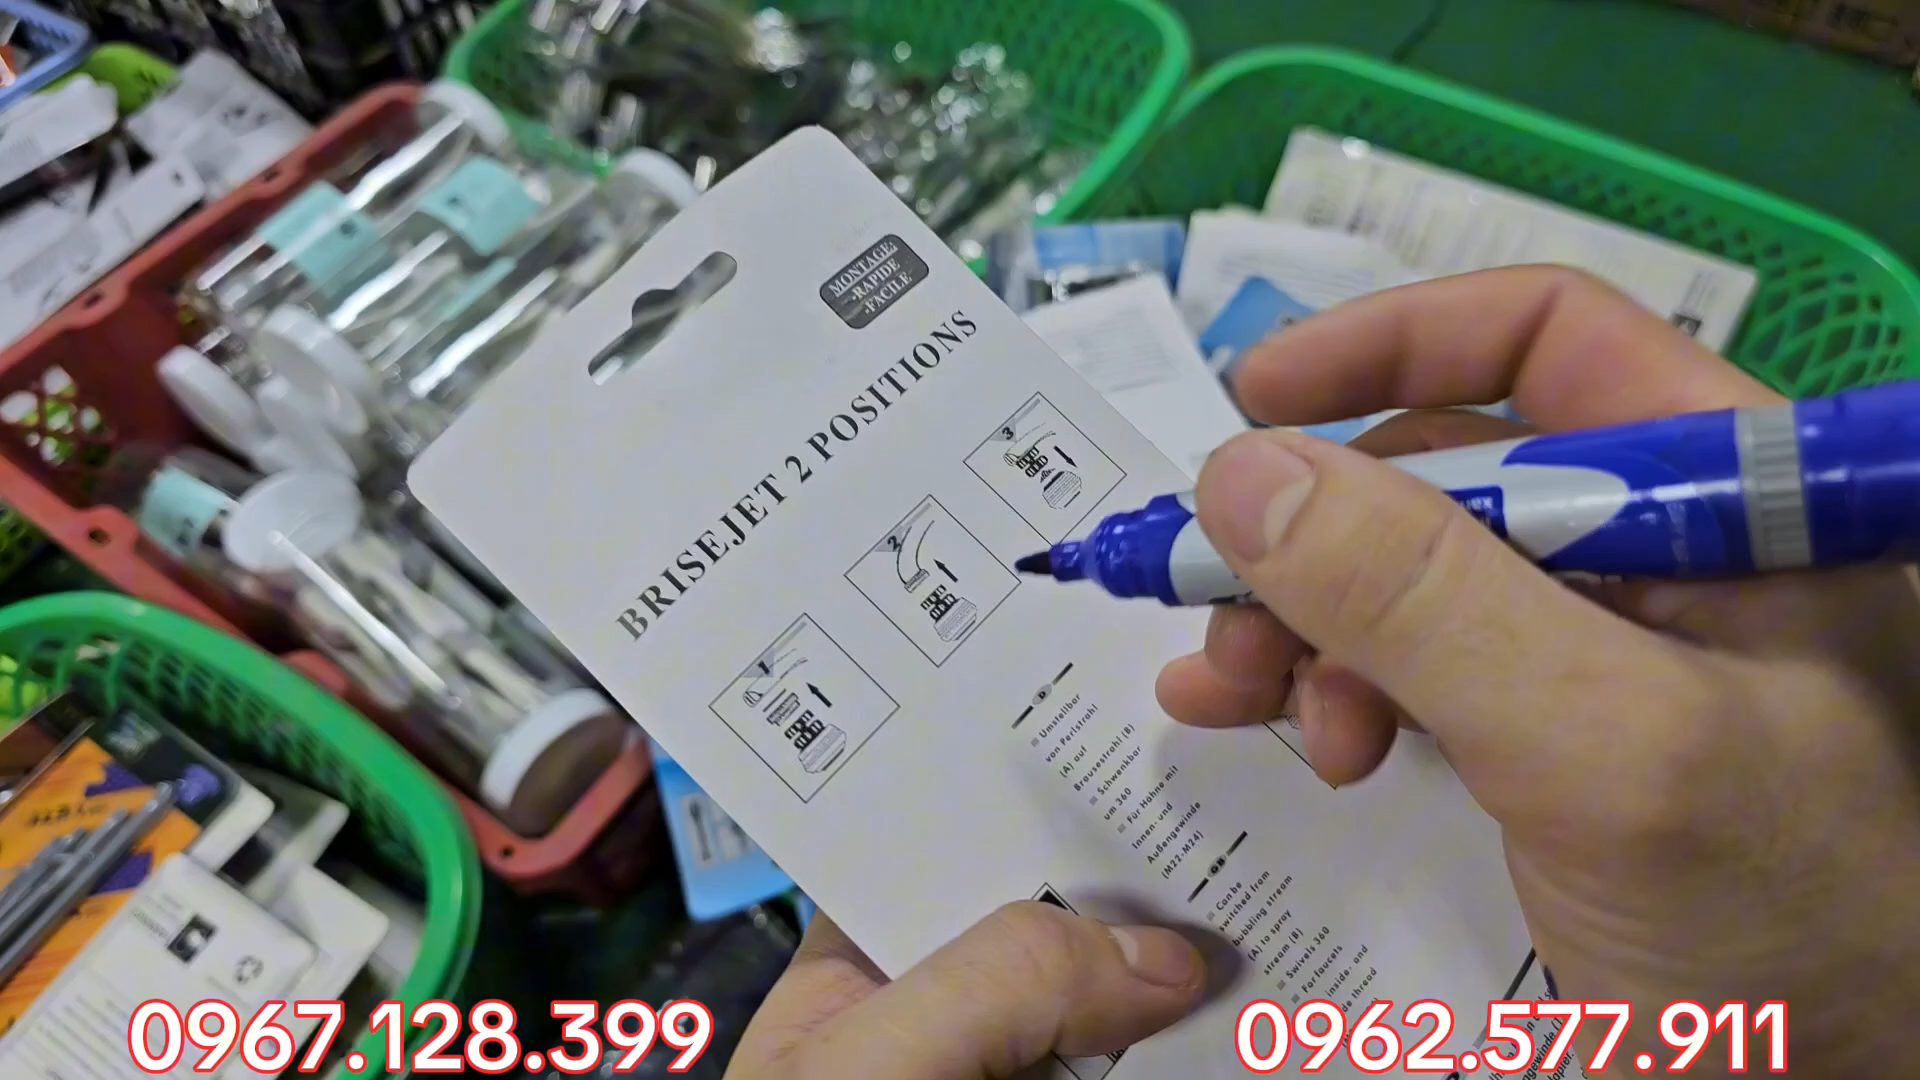 MONTAGE:
-RAPIDE
-FACILE
BRISEJET 2 POSITIONS
1
2
3
D
Umstellbar
von Perlstrahl
(A) auf
Brausestrahl (B)
Schwenkbar
um 360
Für Hähne mit
Innen- und
Außengewinde
(M22-M24)
GB
Can be
switched from
bubbling stream
(A) to spray
stream (B)
Swivels 360
For faucets
inside- and
thread
0967.128.399
0962.577.911